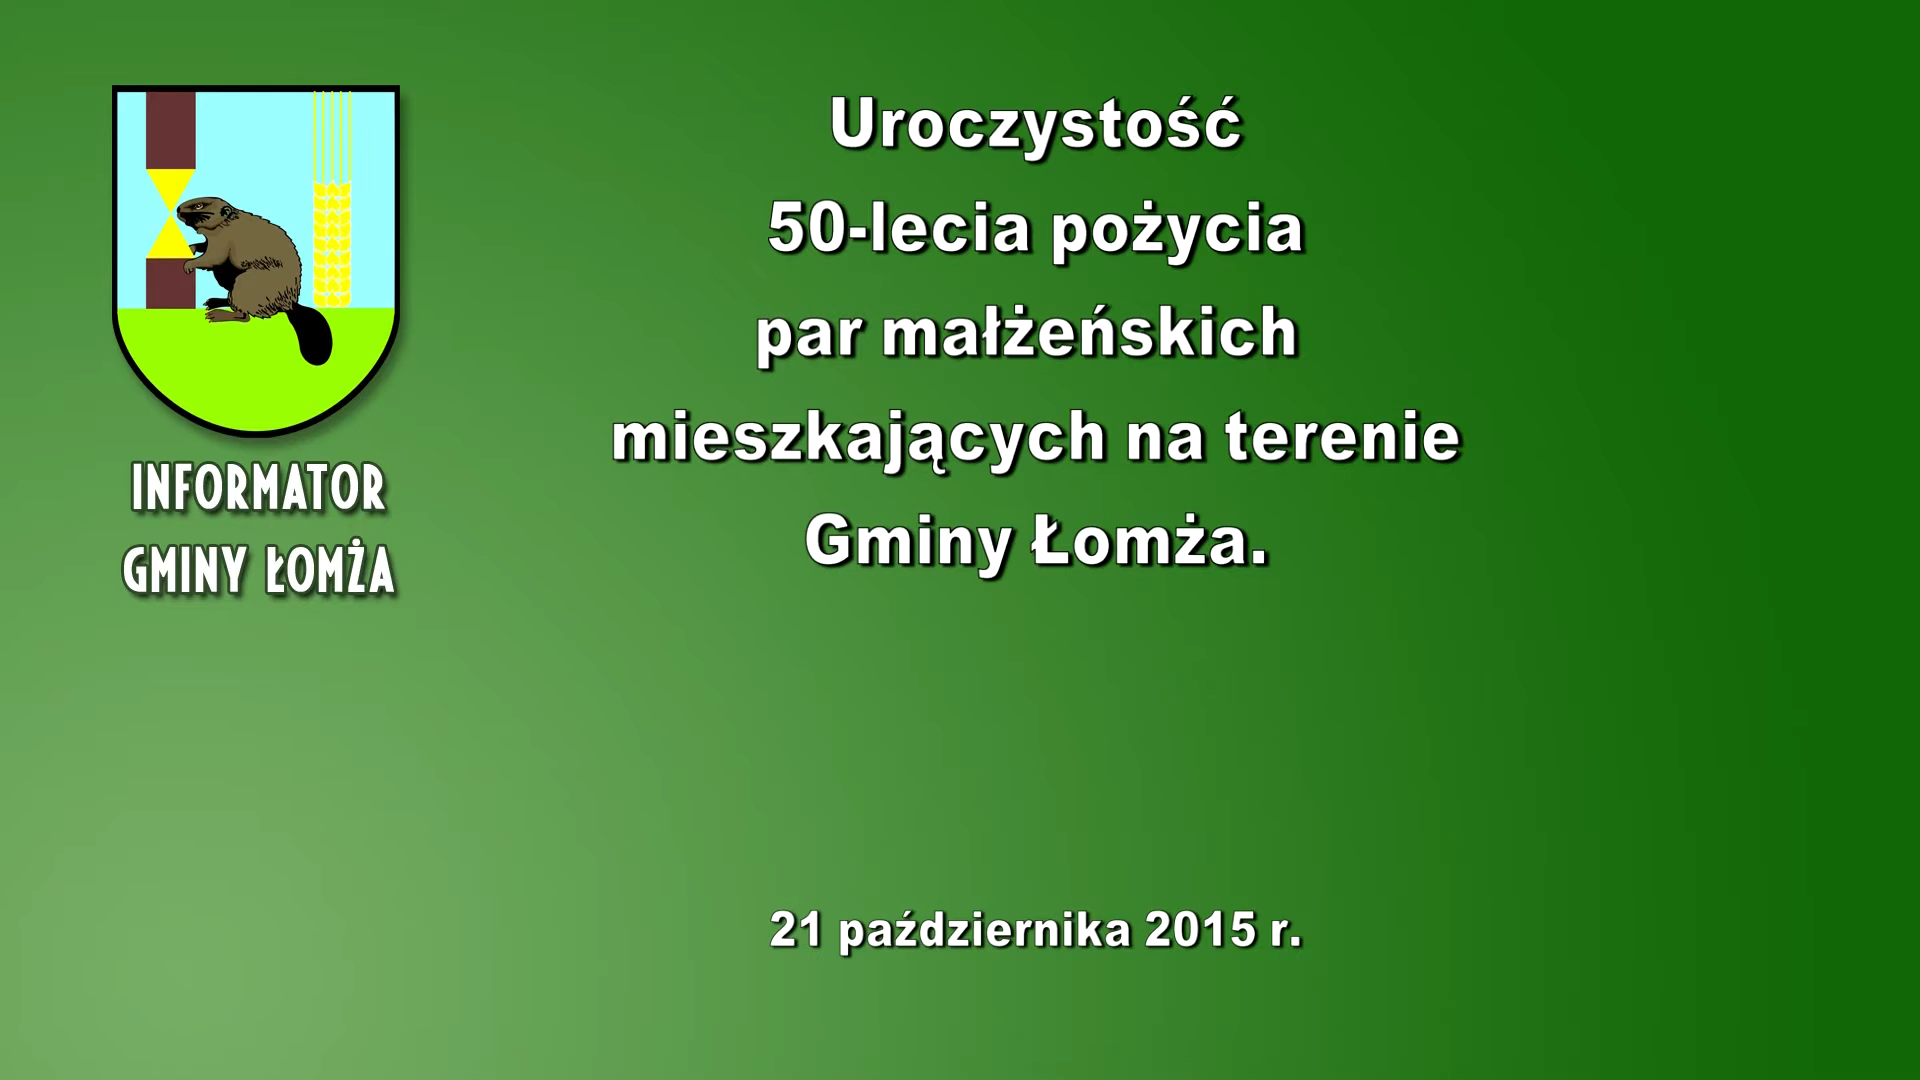 INFORMATOR
GMINY ŁOMŻA
Uroczystość
50-lecia pożycia
par małżeńskich
mieszkających na terenie
Gminy Łomża.
21 października 2015 r.